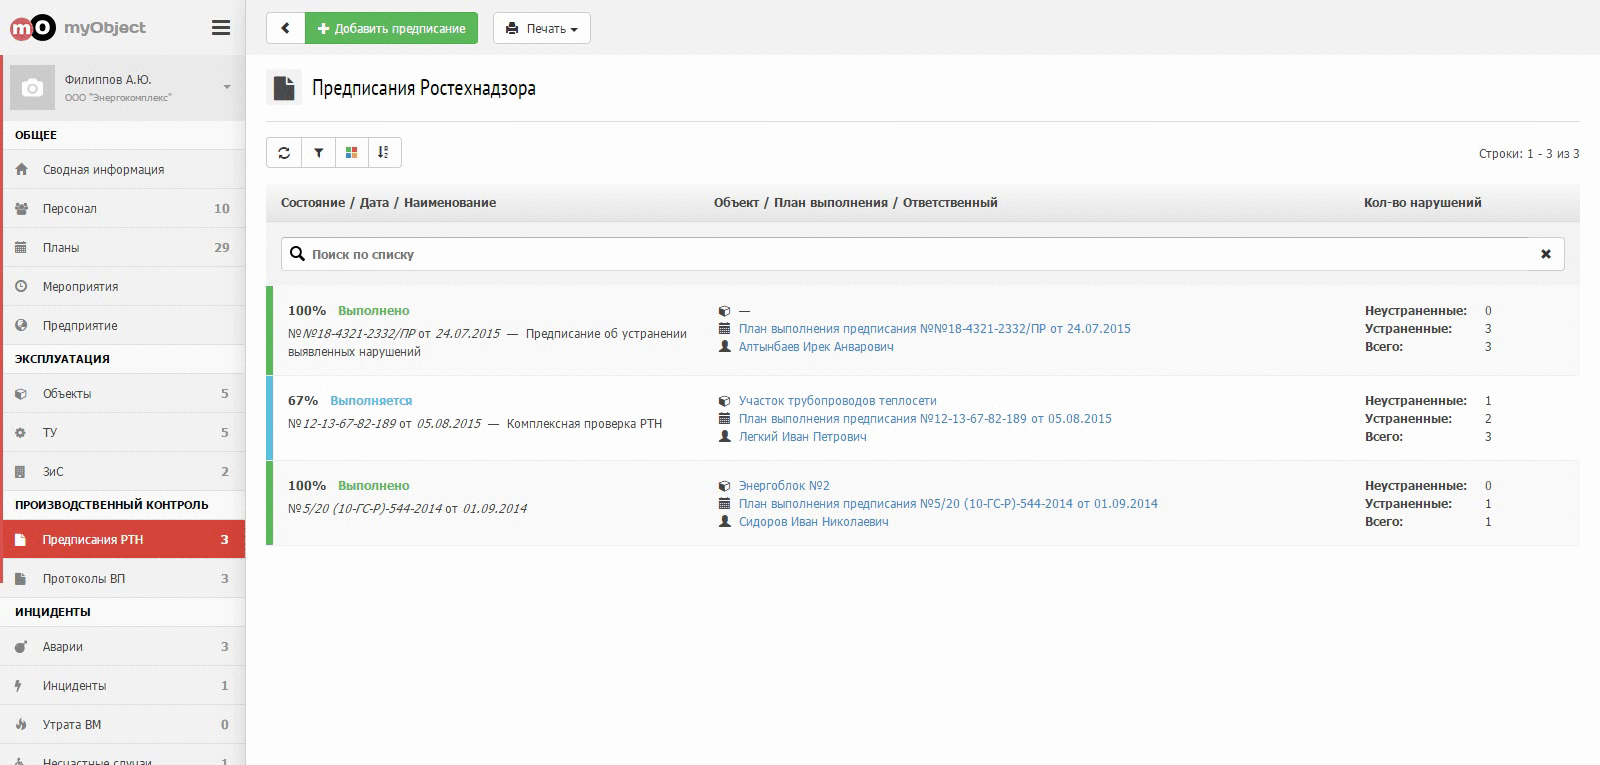 mO myObject
Филиппов А.Ю.
ООО "Энергокомплекс"
ОБЩЕЕ
Сводная информация
Персонал 10
Планы 29
Мероприятия
Предприятие
ЭКСПЛУАТАЦИЯ
Объекты 5
ТУ 5
ЗиС 2
ПРОИЗВОДСТВЕННЫЙ КОНТРОЛЬ
Предписания РТН 3
Протоколы ВП 3
ИНЦИДЕНТЫ
Аварии 3
Инциденты 1
Утрата ВМ 0
Несчастные случаи 1
Добавить предписание
Печать
Предписания Ростехнадзора
Строки: 1 - 3 из 3
Состояние / Дата / Наименование
Объект / План выполнения / Ответственный
Кол-во нарушений
Поиск по списку
100% Выполнено
№№18-4321-2332/ПР от 24.07.2015 — Предписание об устранении
выявленных нарушений
—
План выполнения предписания №№18-4321-2332/ПР от 24.07.2015
Алтынбаев Ирек Анварович
Неустраненные: 0
Устраненные: 3
Всего: 3
67% Выполняется
№12-13-67-82-189 от 05.08.2015 — Комплексная проверка РТН
Участок трубопроводов теплосети
План выполнения предписания №12-13-67-82-189 от 05.08.2015
Легкий Иван Петрович
Неустраненные: 1
Устраненные: 2
Всего: 3
100% Выполнено
№5/20 (10-ГС-Р)-544-2014 от 01.09.2014
Энергоблок №2
План выполнения предписания №5/20 (10-ГС-Р)-544-2014 от 01.09.2014
Сидоров Иван Николаевич
Неустраненные: 0
Устраненные: 1
Всего: 1